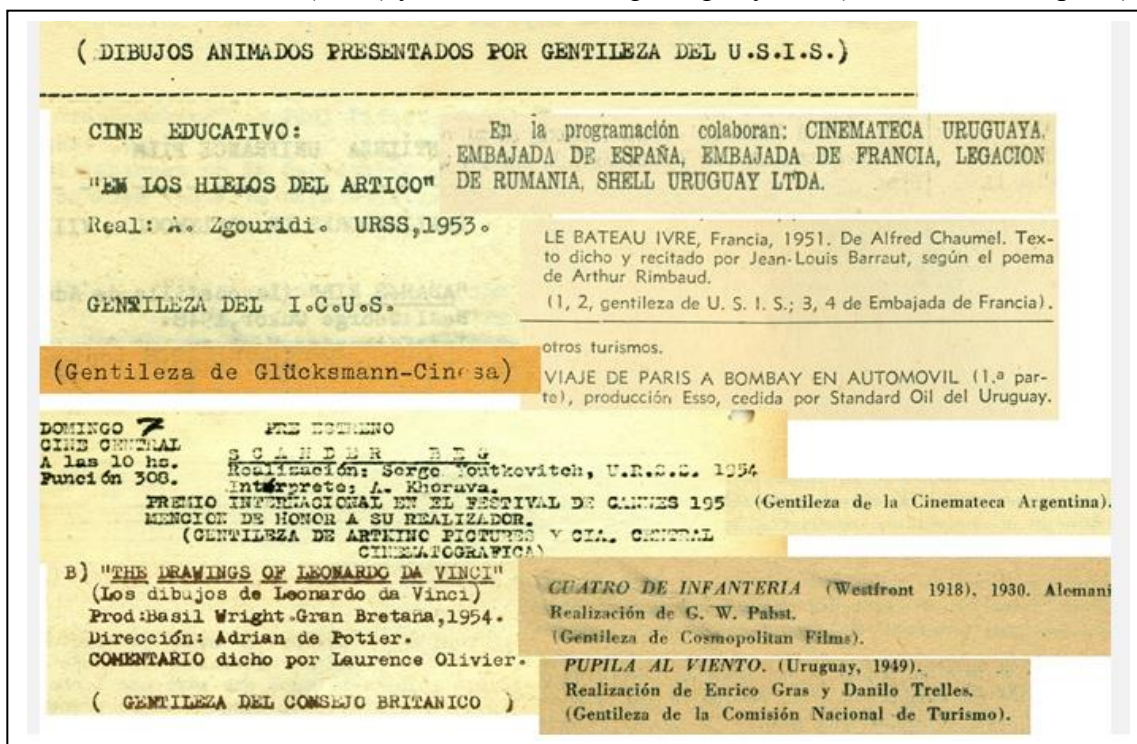 ( DIBUJOS ANIMADOS PRESENTADOS POR GENTILEZA DEL U.S.I.S.)
CINE EDUCATIVO:
"EN LOS HIELOS DEL ARTICO"
Real: A. Zgouridi. URSS,1953.
GENTILEZA DEL I.C.U.S.
En la programación colaboran: CINEMATECA URUGUAYA.
EMBAJADA DE ESPAÑA, EMBAJADA DE FRANCIA, LEGACION
DE RUMANIA, SHELL URUGUAY LTDA.
LE BATEAU IVRE, Francia, 1951. De Alfred Chaumel. Tex-
to dicho y recitado por Jean-Louis Barraut, según el poema
de Arthur Rimbaud.
(1, 2, gentileza de U. S. I. S.; 3, 4 de Embajada de Francia).
otros turismos.
VIAJE DE PARIS A BOMBAY EN AUTOMOVIL (1.ª par-
te), producción Esso, cedida por Standard Oil del Uruguay.
(Gentileza de Glücksmann-Cinesa)
DOMINGO 7
CINE CENTRAL
A las 10 hs.
Función 308.
PRE ESTRENO
SCANDER BEG
Realización: Serge Youtkevitch, U.R.S.S. 1954
Intérprete: A. Khorava.
PREMIO INTERNACIONAL EN EL FESTIVAL DE CANNES 195
MENCION DE HONOR A SU REALIZADOR.
(GENTILEZA DE ARTKINO PICTURES Y CIA. CENTRAL
CINEMATOGRAFICA)
(Gentileza de la Cinemateca Argentina).
B) "THE DRAWINGS OF LEONARDO DA VINCI"
(Los dibujos de Leonardo da Vinci)
Prod:Basil Wright-Gran Bretaña,1954.
Dirección: Adrian de Potier.
COMENTARIO dicho por Laurence Olivier.
( GENTILEZA DEL CONSEJO BRITANICO )
CUATRO DE INFANTERIA (Westfront 1918), 1930. Alemani
Realización de G. W. Pabst.
(Gentileza de Cosmopolitan Films).
PUPILA AL VIENTO. (Uruguay, 1949).
Realización de Enrico Gras y Danilo Trelles.
(Gentileza de la Comisión Nacional de Turismo).